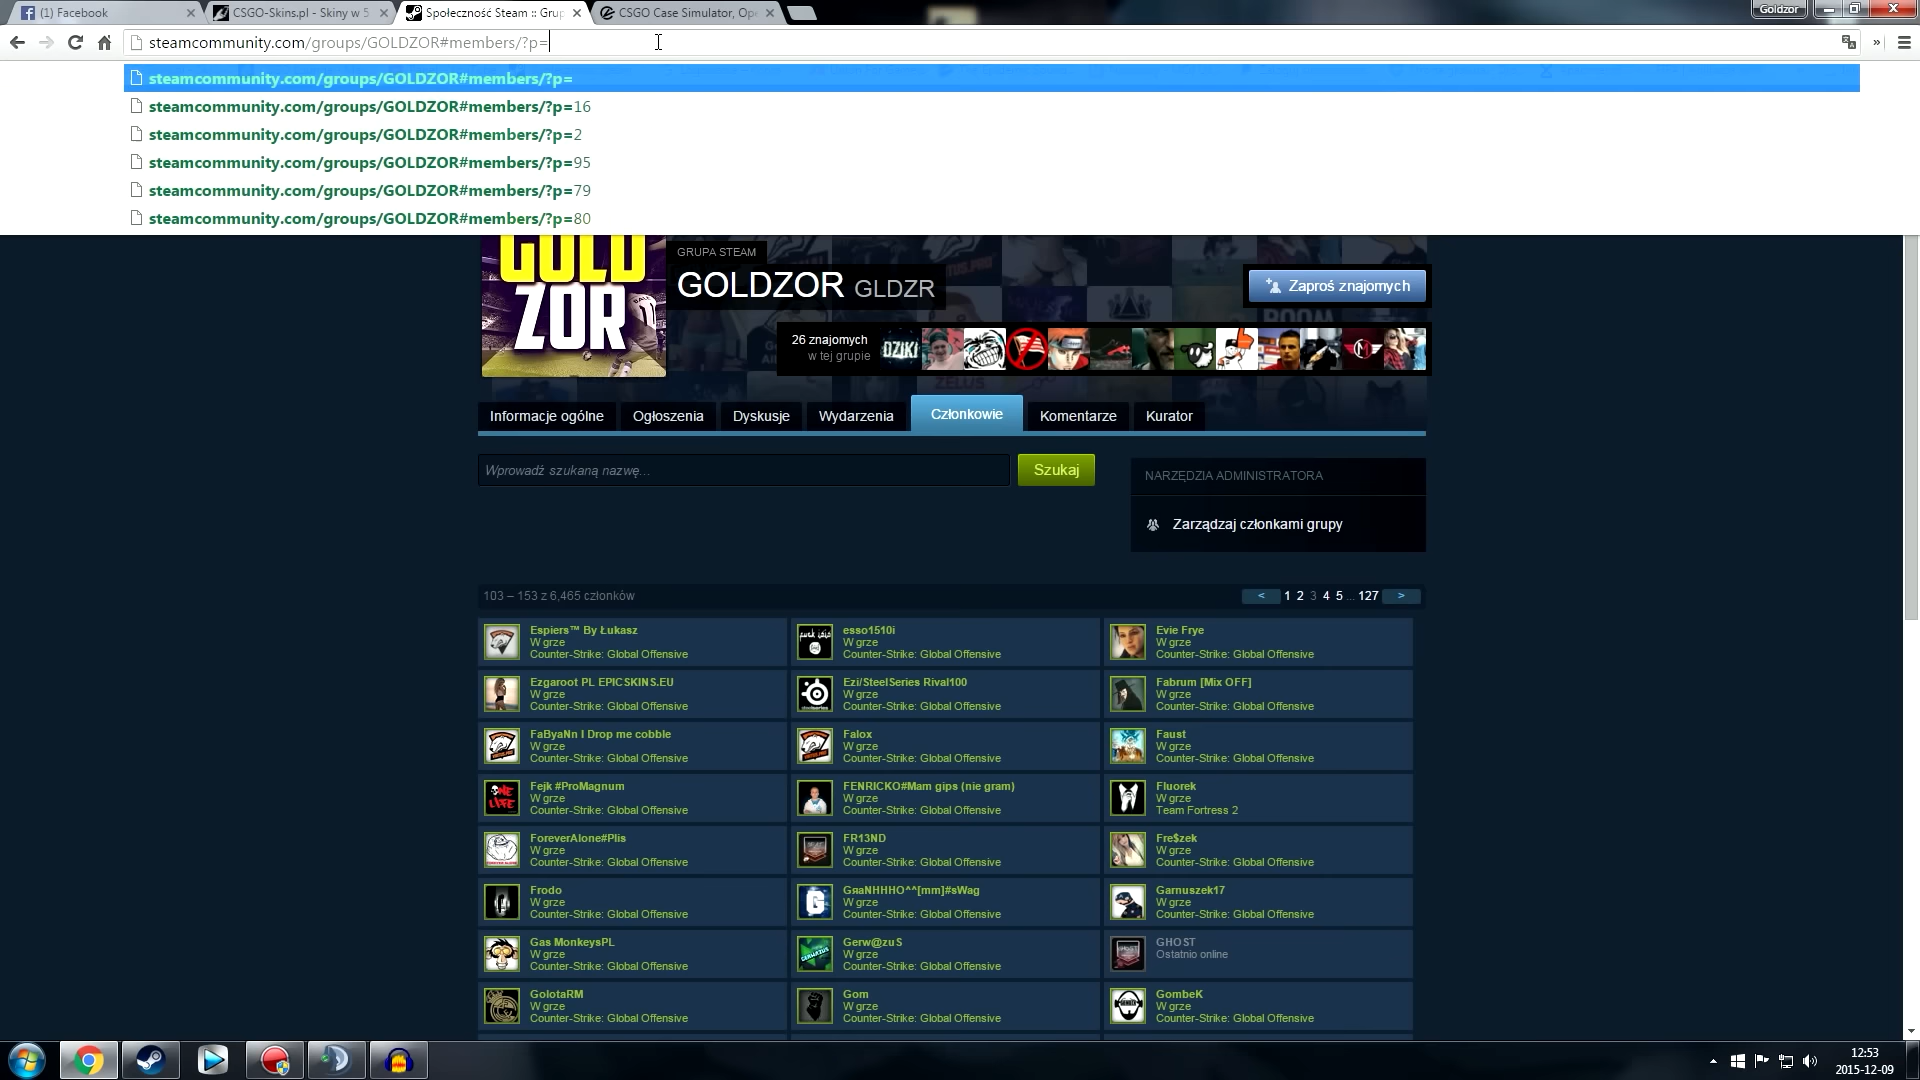 (1) Facebook
CSGO-Skins.pl - Skiny w 5
Społeczność Steam :: Gru
CSGO Case Simulator, Ope
Goldzor
steamcommunity.com/groups/GOLDZOR#members/?p=
steamcommunity.com/groups/GOLDZOR#members/?p=
steamcommunity.com/groups/GOLDZOR#members/?p=16
steamcommunity.com/groups/GOLDZOR#members/?p=2
steamcommunity.com/groups/GOLDZOR#members/?p=95
steamcommunity.com/groups/GOLDZOR#members/?p=79
steamcommunity.com/groups/GOLDZOR#members/?p=80
GOLD
ZOR
GRUPA STEAM
GOLDZOR GLDZR
Zaproś znajomych
26 znajomych
w tej grupie
DZIKI
Informacje ogólne
Ogłoszenia
Dyskusje
Wydarzenia
Członkowie
Komentarze
Kurator
Wprowadź szukaną nazwę...
Szukaj
NARZĘDZIA ADMINISTRATORA
Zarządzaj członkami grupy
103 – 153 z 6,465 członków
< 1 2 3 4 5 ... 127 >
Espiers™ By Łukasz
W grze
Counter-Strike: Global Offensive
esso1510i
W grze
Counter-Strike: Global Offensive
Evie Frye
W grze
Counter-Strike: Global Offensive
Ezgaroot PL EPICSKINS.EU
W grze
Counter-Strike: Global Offensive
Ezi/SteelSeries Rival100
W grze
Counter-Strike: Global Offensive
Fabrum [Mix OFF]
W grze
Counter-Strike: Global Offensive
FaByaNn I Drop me cobble
W grze
Counter-Strike: Global Offensive
Falox
W grze
Counter-Strike: Global Offensive
Faust
W grze
Counter-Strike: Global Offensive
Fejk #ProMagnum
W grze
Counter-Strike: Global Offensive
FENRICKO#Mam gips (nie gram)
W grze
Counter-Strike: Global Offensive
Fluorek
W grze
Team Fortress 2
ForeverAlone#Plis
W grze
Counter-Strike: Global Offensive
FR13ND
W grze
Counter-Strike: Global Offensive
Fre$zek
W grze
Counter-Strike: Global Offensive
Frodo
W grze
Counter-Strike: Global Offensive
GяaNHHHO^^[mm]#sWag
W grze
Counter-Strike: Global Offensive
Garnuszek17
W grze
Counter-Strike: Global Offensive
Gas MonkeysPL
W grze
Counter-Strike: Global Offensive
Gerw@zuS
W grze
Counter-Strike: Global Offensive
GHOST
Ostatnio online
GolotaRM
W grze
Counter-Strike: Global Offensive
Gom
W grze
Counter-Strike: Global Offensive
GombeK
W grze
Counter-Strike: Global Offensive
12:53
2015-12-09